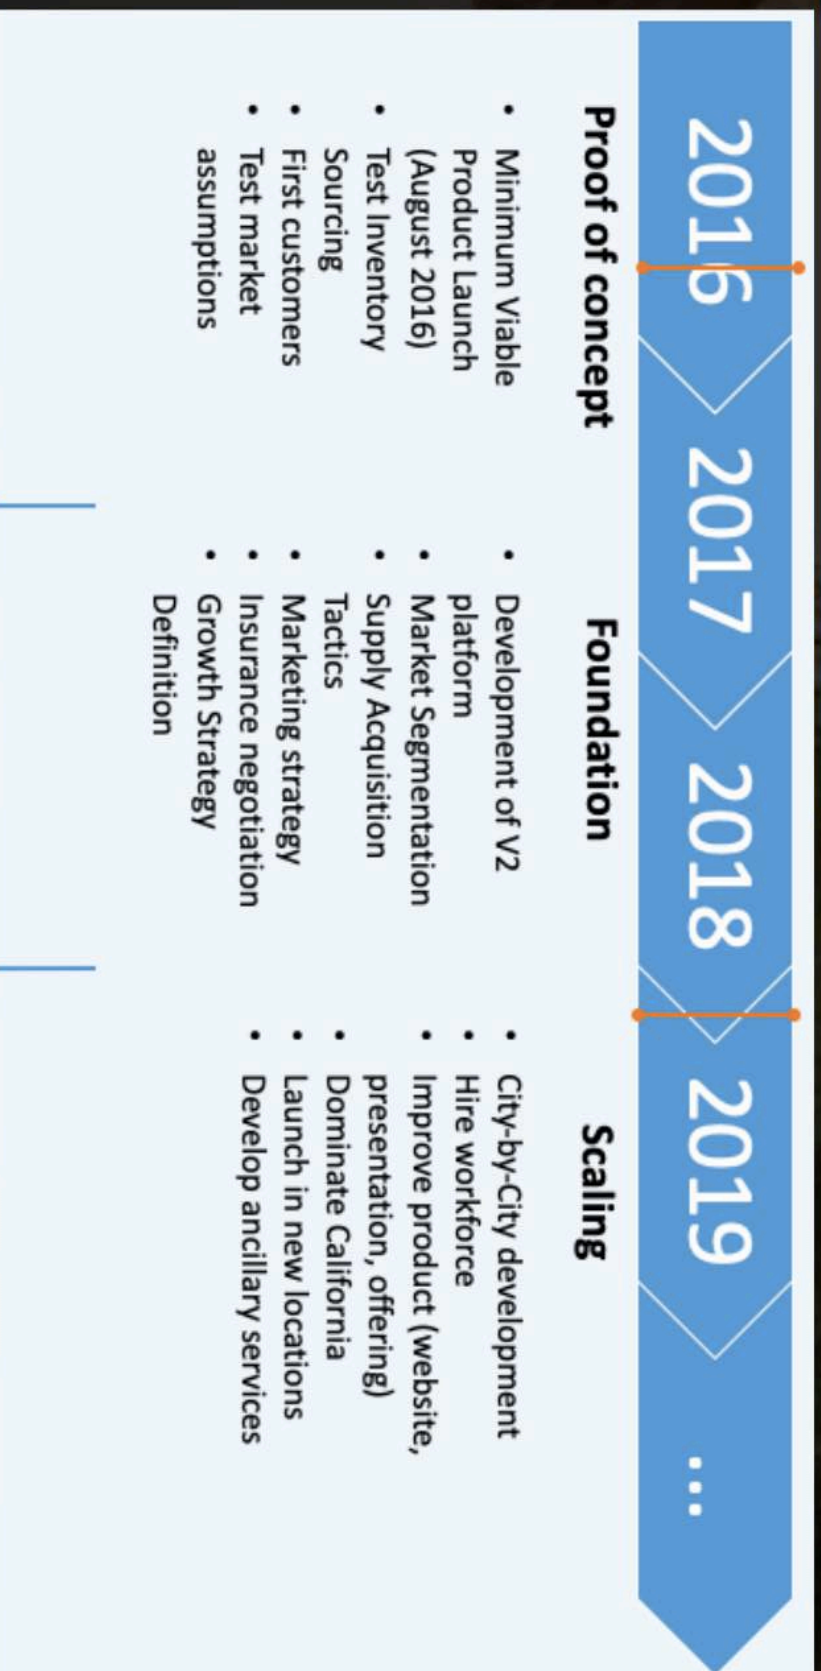 2016 2017 2018 2019 ...
Proof of concept
• Minimum Viable
Product Launch
(August 2016)
• Test Inventory
Sourcing
• First customers
• Test market
assumptions
Foundation
• Development of V2
platform
• Market Segmentation
• Supply Acquisition
Tactics
• Marketing strategy
• Insurance negotiation
• Growth Strategy
Definition
Scaling
• City-by-City development
• Hire workforce
• Improve product (website,
presentation, offering)
• Dominate California
• Launch in new locations
• Develop ancillary services